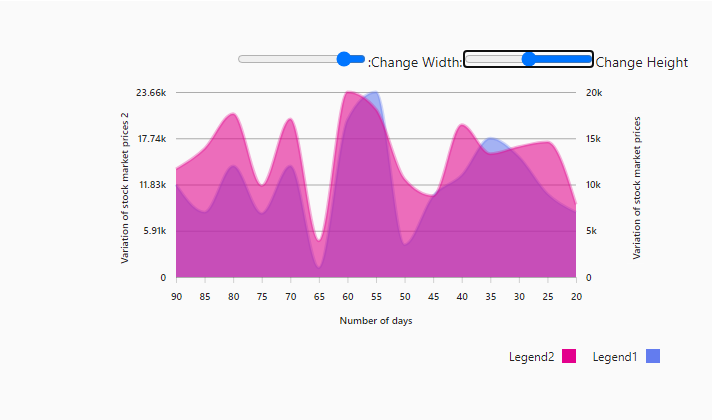 :Change Width: Change Height
23.66k 20k
17.74k 15k
11.83k 10k
5.91k 5k
0 0
Variation of stock market prices 2
Variation of stock market prices
90 85 80 75 70 65 60 55 50 45 40 35 30 25 20
Number of days
Legend2 Legend1